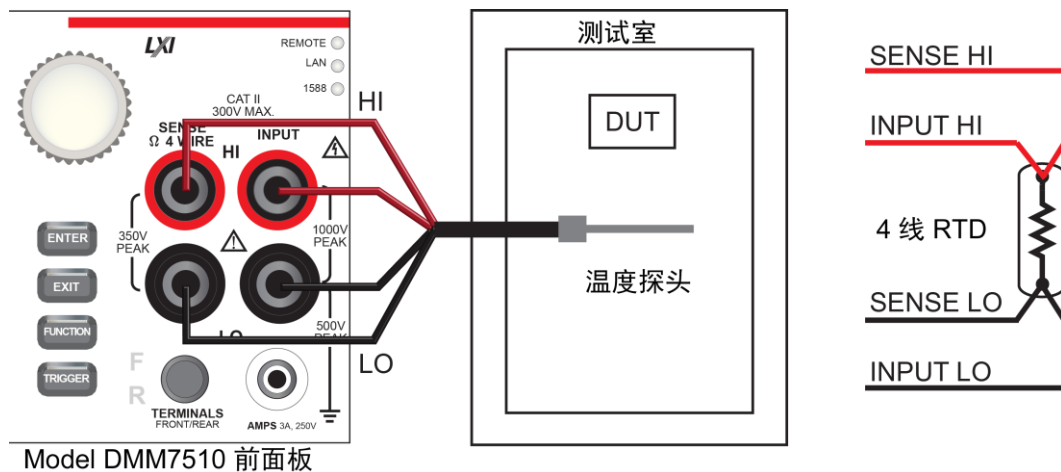 LXI
REMOTE
LAN
1588
CAT II
300V MAX.
HI
SENSE
Ω 4 WIRE
HI
INPUT
350V
PEAK
1000V
PEAK
500V
PEAK
LO
LO
ENTER
EXIT
FUNCTION
TRIGGER
F
R
TERMINALS
FRONT/REAR
AMPS 3A, 250V
Model DMM7510 前面板
测试室
DUT
温度探头
SENSE HI
INPUT HI
4 线 RTD
SENSE LO
INPUT LO